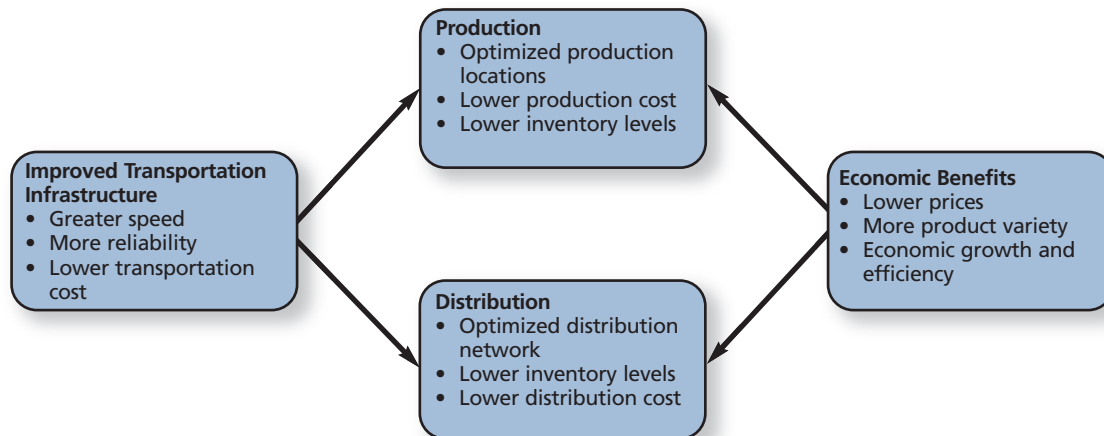 Production
• Optimized production
locations
• Lower production cost
• Lower inventory levels
Improved Transportation
Infrastructure
• Greater speed
• More reliability
• Lower transportation
cost
Economic Benefits
• Lower prices
• More product variety
• Economic growth and
efficiency
Distribution
• Optimized distribution
network
• Lower inventory levels
• Lower distribution cost